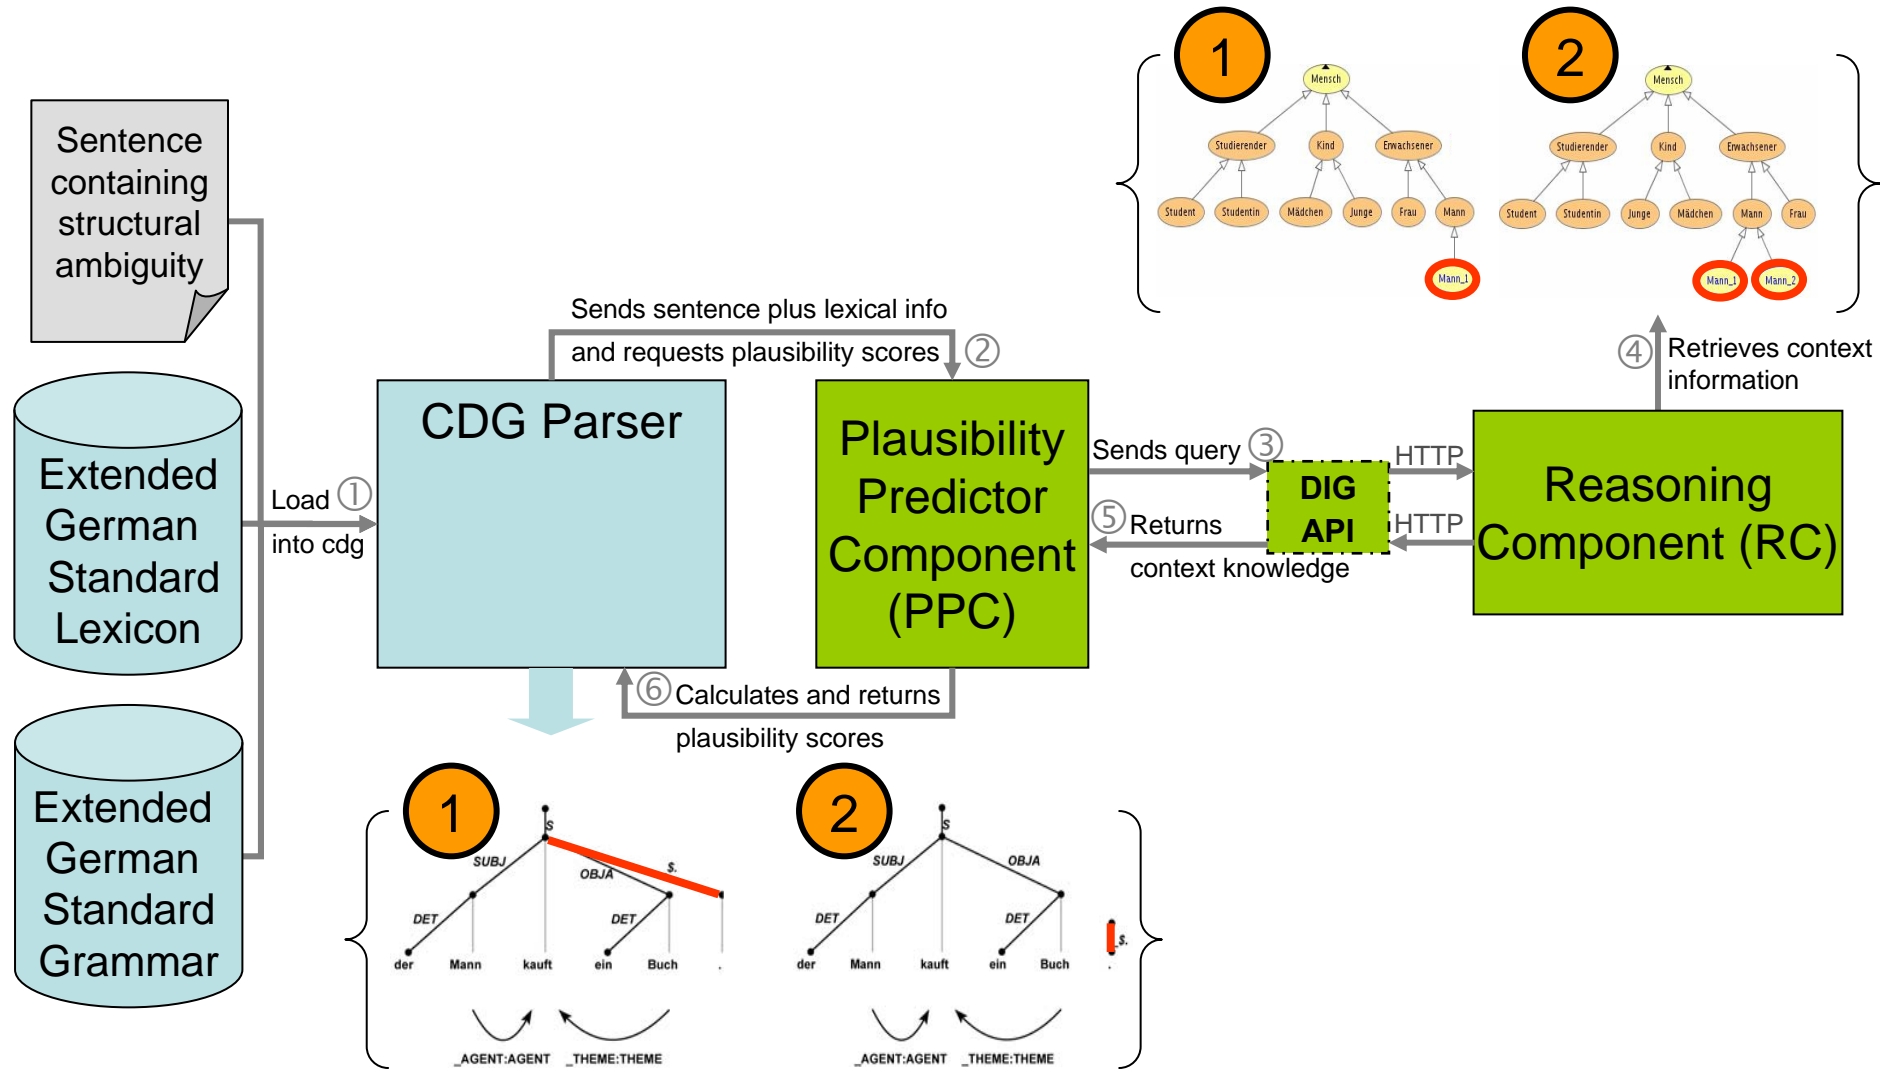 1
2
Mensch
Studierender
Kind
Erwachsener
Student
Studentin
Mädchen
Junge
Frau
Mann
Mann_1
Mensch
Studierender
Kind
Erwachsener
Student
Studentin
Junge
Mädchen
Mann
Frau
Mann_1
Mann_2
Sentence
containing
structural
ambiguity
Extended
German
Standard
Lexicon
Extended
German
Standard
Grammar
Load ①
into cdg
Sends sentence plus lexical info
and requests plausibility scores ②
CDG Parser
Plausibility
Predictor
Component
(PPC)
Sends query ③
DIG
API
HTTP
HTTP
⑤ Returns
context knowledge
④ Retrieves context
information
Reasoning
Component (RC)
⑥ Calculates and returns
plausibility scores
1
S
SUBJ
OBJA
$.
DET
DET
der Mann kauft ein Buch .
_AGENT:AGENT _THEME:THEME
2
S
SUBJ
OBJA
DET
DET
_$.
der Mann kauft ein Buch .
_AGENT:AGENT _THEME:THEME